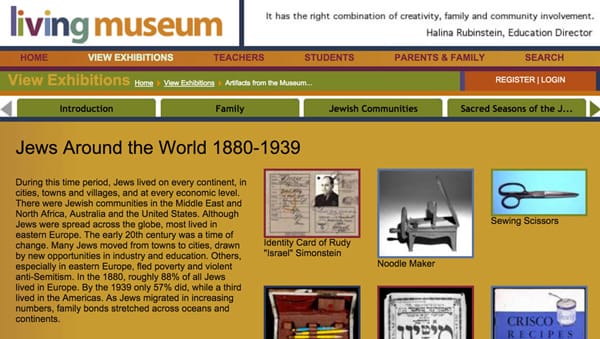 living museum
It has the right combination of creativity, family and community involvement.
Halina Rubinstein, Education Director
HOME VIEW EXHIBITIONS TEACHERS STUDENTS PARENTS & FAMILY SEARCH
View Exhibitions Home View Exhibitions Artifacts from the Museum...
REGISTER | LOGIN
Introduction Family Jewish Communities Sacred Seasons of the J...
Jews Around the World 1880-1939
During this time period, Jews lived on every continent, in
cities, towns and villages, and at every economic level.
There were Jewish communities in the Middle East and
North Africa, Australia and the United States. Although
Jews were spread across the globe, most lived in
eastern Europe. The early 20th century was a time of
change. Many Jews moved from towns to cities, drawn
by new opportunities in industry and education. Others,
especially in eastern Europe, fled poverty and violent
anti-Semitism. In the 1880, roughly 88% of all Jews
lived in Europe. By the 1939 only 57% did, while a third
lived in the Americas. As Jews migrated in increasing
numbers, family bonds stretched across oceans and
continents.
Identity Card of Rudy
"Israel" Simonstein
Noodle Maker
Sewing Scissors
CRISCO
RECIPES